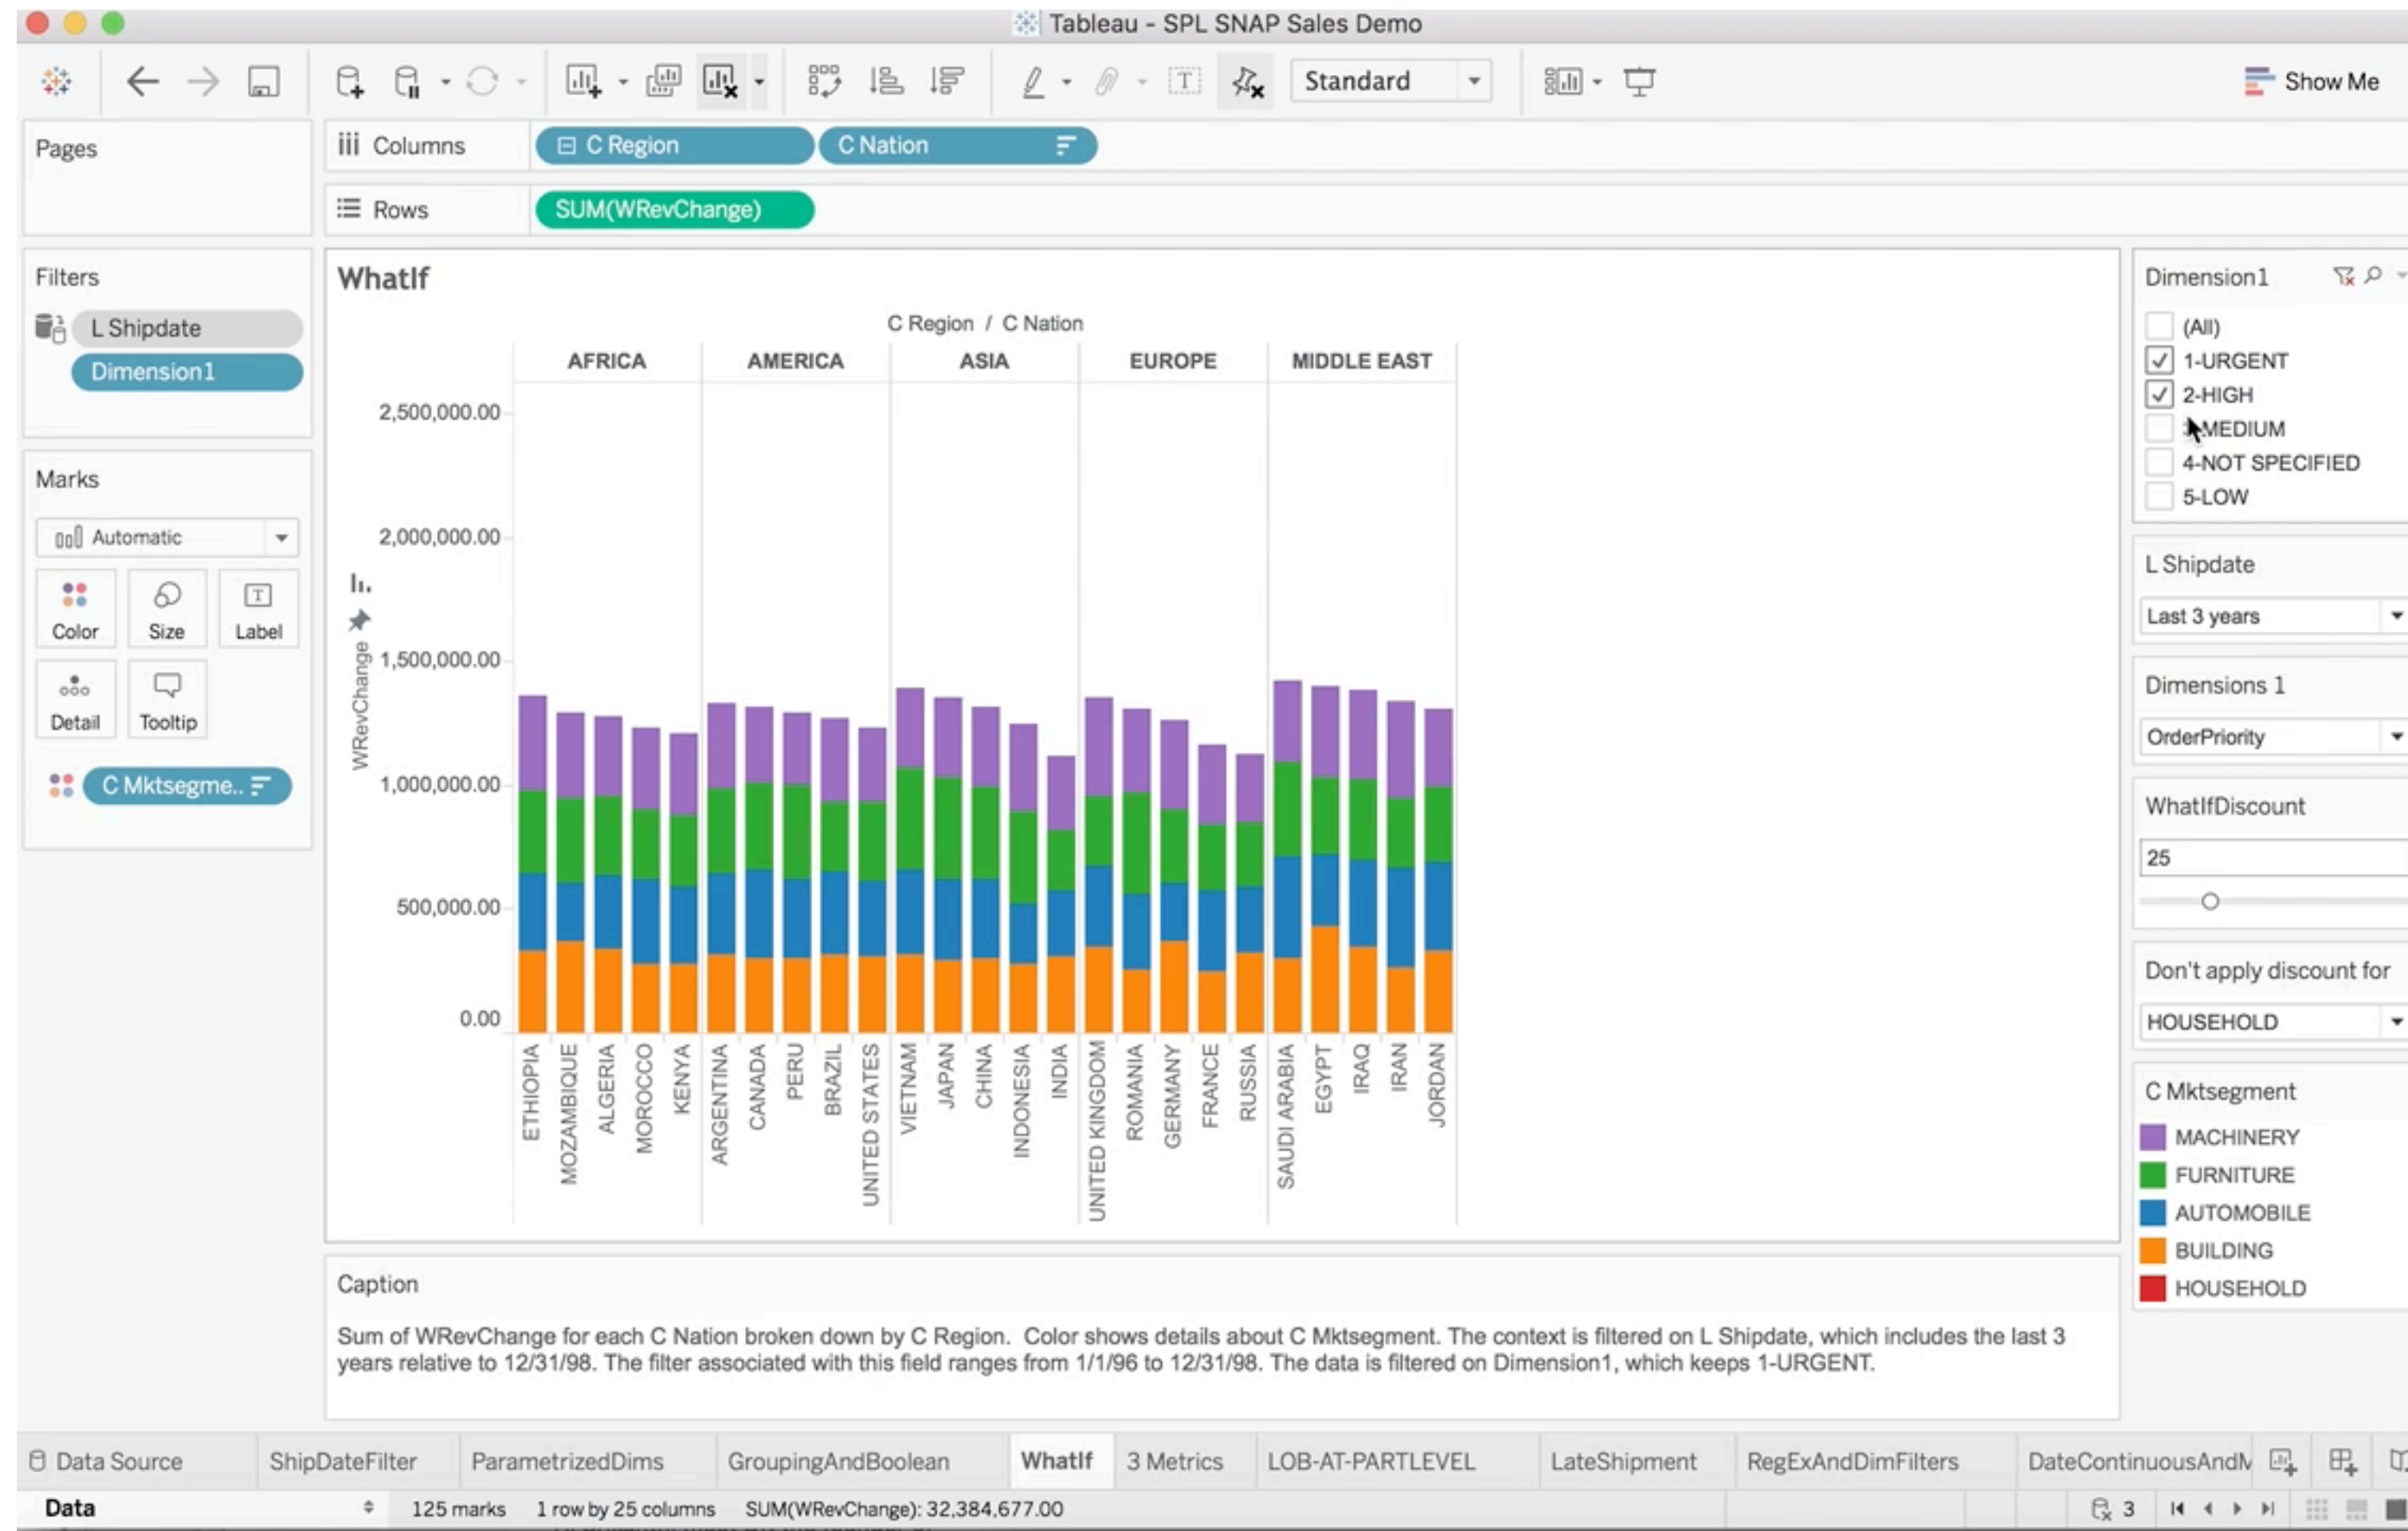 Tableau - SPL SNAP Sales Demo
Standard
Show Me
Pages
Columns
C Region
C Nation
Rows
SUM(WRevChange)
Filters
L Shipdate
Dimension1
Marks
Automatic
Color
Size
Label
Detail
Tooltip
C Mktsegme..
WhatIf
C Region / C Nation
AFRICA
AMERICA
ASIA
EUROPE
MIDDLE EAST
WRevChange
2,500,000.00
2,000,000.00
1,500,000.00
1,000,000.00
500,000.00
0.00
ETHIOPIA
MOZAMBIQUE
ALGERIA
MOROCCO
KENYA
ARGENTINA
CANADA
PERU
BRAZIL
UNITED STATES
VIETNAM
JAPAN
CHINA
INDONESIA
INDIA
UNITED KINGDOM
ROMANIA
GERMANY
FRANCE
RUSSIA
SAUDI ARABIA
EGYPT
IRAQ
IRAN
JORDAN
Caption
Sum of WRevChange for each C Nation broken down by C Region. Color shows details about C Mktsegment. The context is filtered on L Shipdate, which includes the last 3
years relative to 12/31/98. The filter associated with this field ranges from 1/1/96 to 12/31/98. The data is filtered on Dimension1, which keeps 1-URGENT.
Dimension1
(All)
1-URGENT
2-HIGH
MEDIUM
4-NOT SPECIFIED
5-LOW
L Shipdate
Last 3 years
Dimensions 1
OrderPriority
WhatIfDiscount
25
Don't apply discount for
HOUSEHOLD
C Mktsegment
MACHINERY
FURNITURE
AUTOMOBILE
BUILDING
HOUSEHOLD
Data Source
ShipDateFilter
ParametrizedDims
GroupingAndBoolean
WhatIf
3 Metrics
LOB-AT-PARTLEVEL
LateShipment
RegExAndDimFilters
DateContinuousAndM
Data
125 marks
1 row by 25 columns
SUM(WRevChange): 32,384,677.00
3